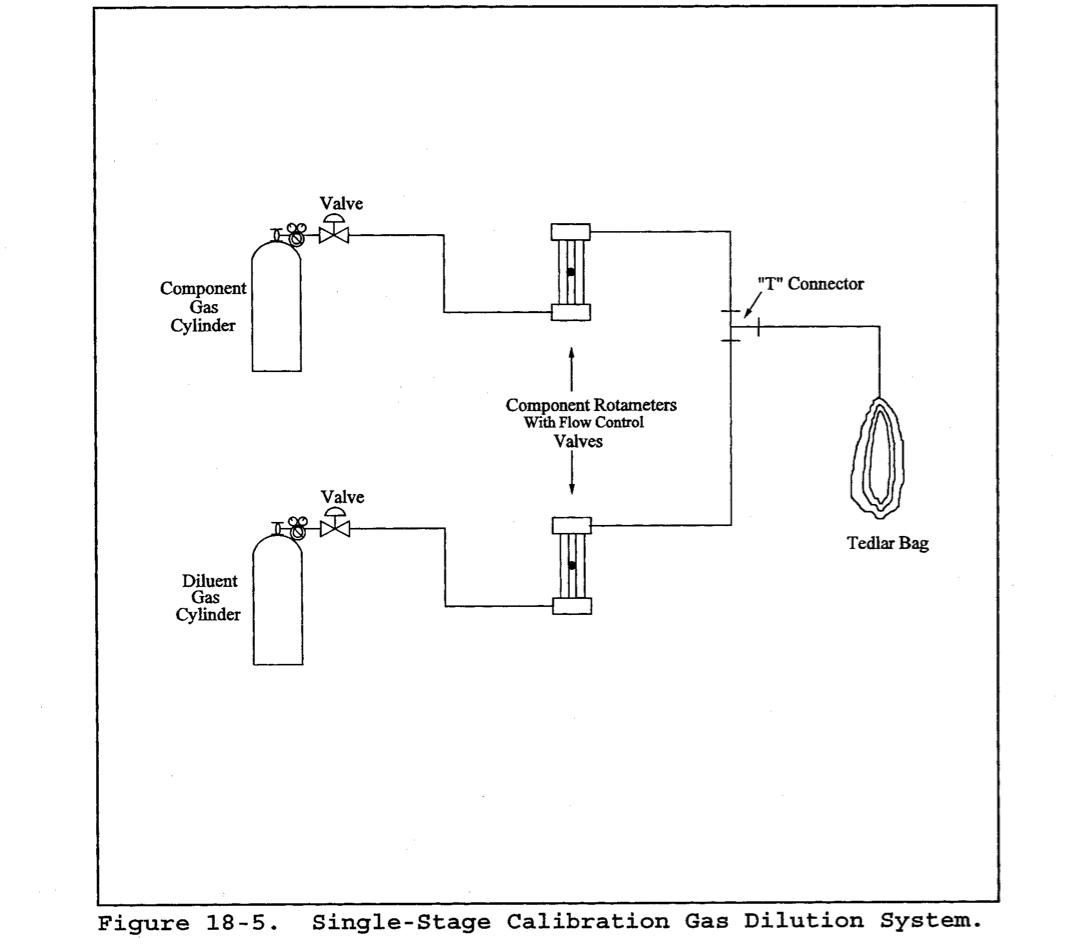 Valve
Component
Gas
Cylinder
"T" Connector
Component Rotameters
With Flow Control
Valves
Valve
Tedlar Bag
Diluent
Gas
Cylinder
Figure 18-5. Single-Stage Calibration Gas Dilution System.